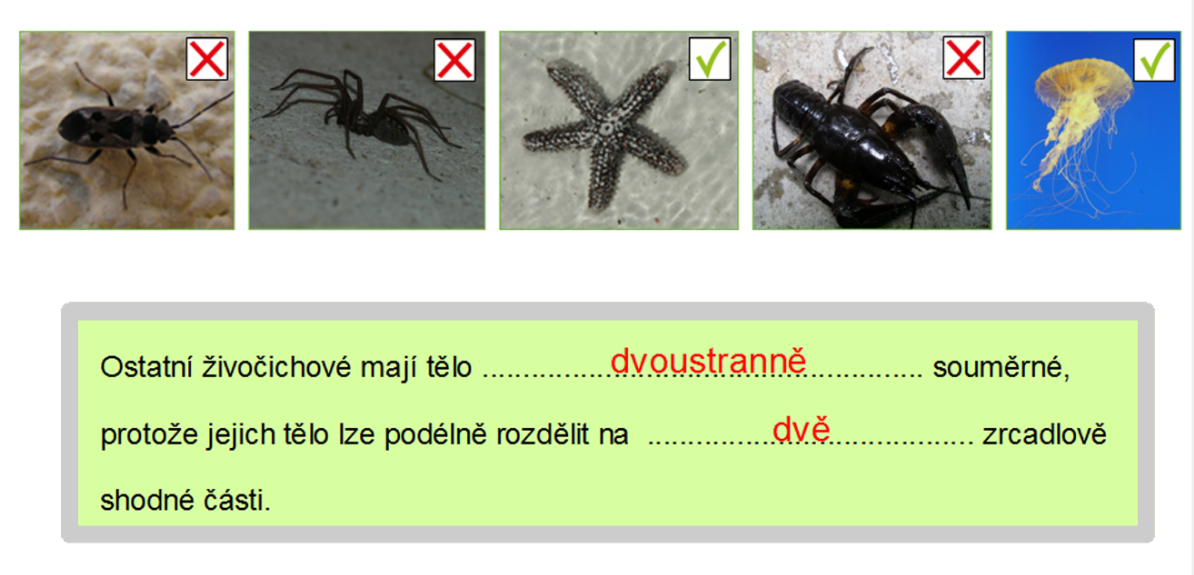 Ostatní živočichové mají tělo ......................dvoustranně...................... souměrné,
protože jejich tělo lze podélně rozdělit na ................dvě.................. zrcadlově
shodné části.